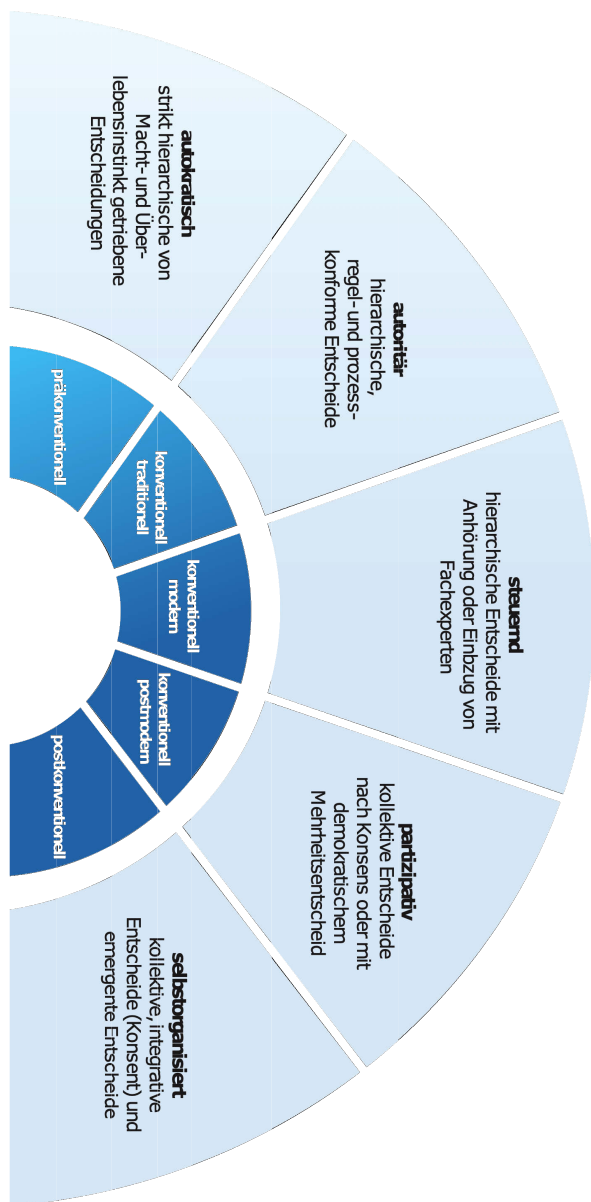 autokratisch
strikt hierarchische von
Macht- und Über-
lebensinstinkt getriebene
Entscheidungen
autoritär
hierarchische,
regel- und prozess-
konforme Entscheide
steuernd
hierarchische Entscheide mit
Anhörung oder Einbzug von
Fachexperten
partizipativ
kollektive Entscheide
nach Konsens oder mit
demokratischem
Mehrheitsentscheid
selbstorganisiert
kollektive, integrative
Entscheide (Konsent) und
emergente Entscheide
präkonventionell
konventionell
traditionell
konventionell
modern
konventionell
postmodern
postkonventionell